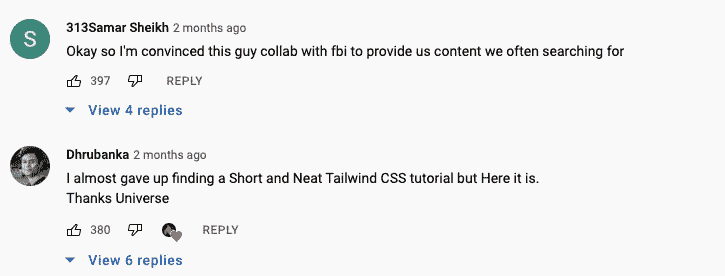 S
313Samar Sheikh 2 months ago
Okay so I'm convinced this guy collab with fbi to provide us content we often searching for
397 REPLY
View 4 replies
Dhrubanka 2 months ago
I almost gave up finding a Short and Neat Tailwind CSS tutorial but Here it is.
Thanks Universe
380 REPLY
View 6 replies